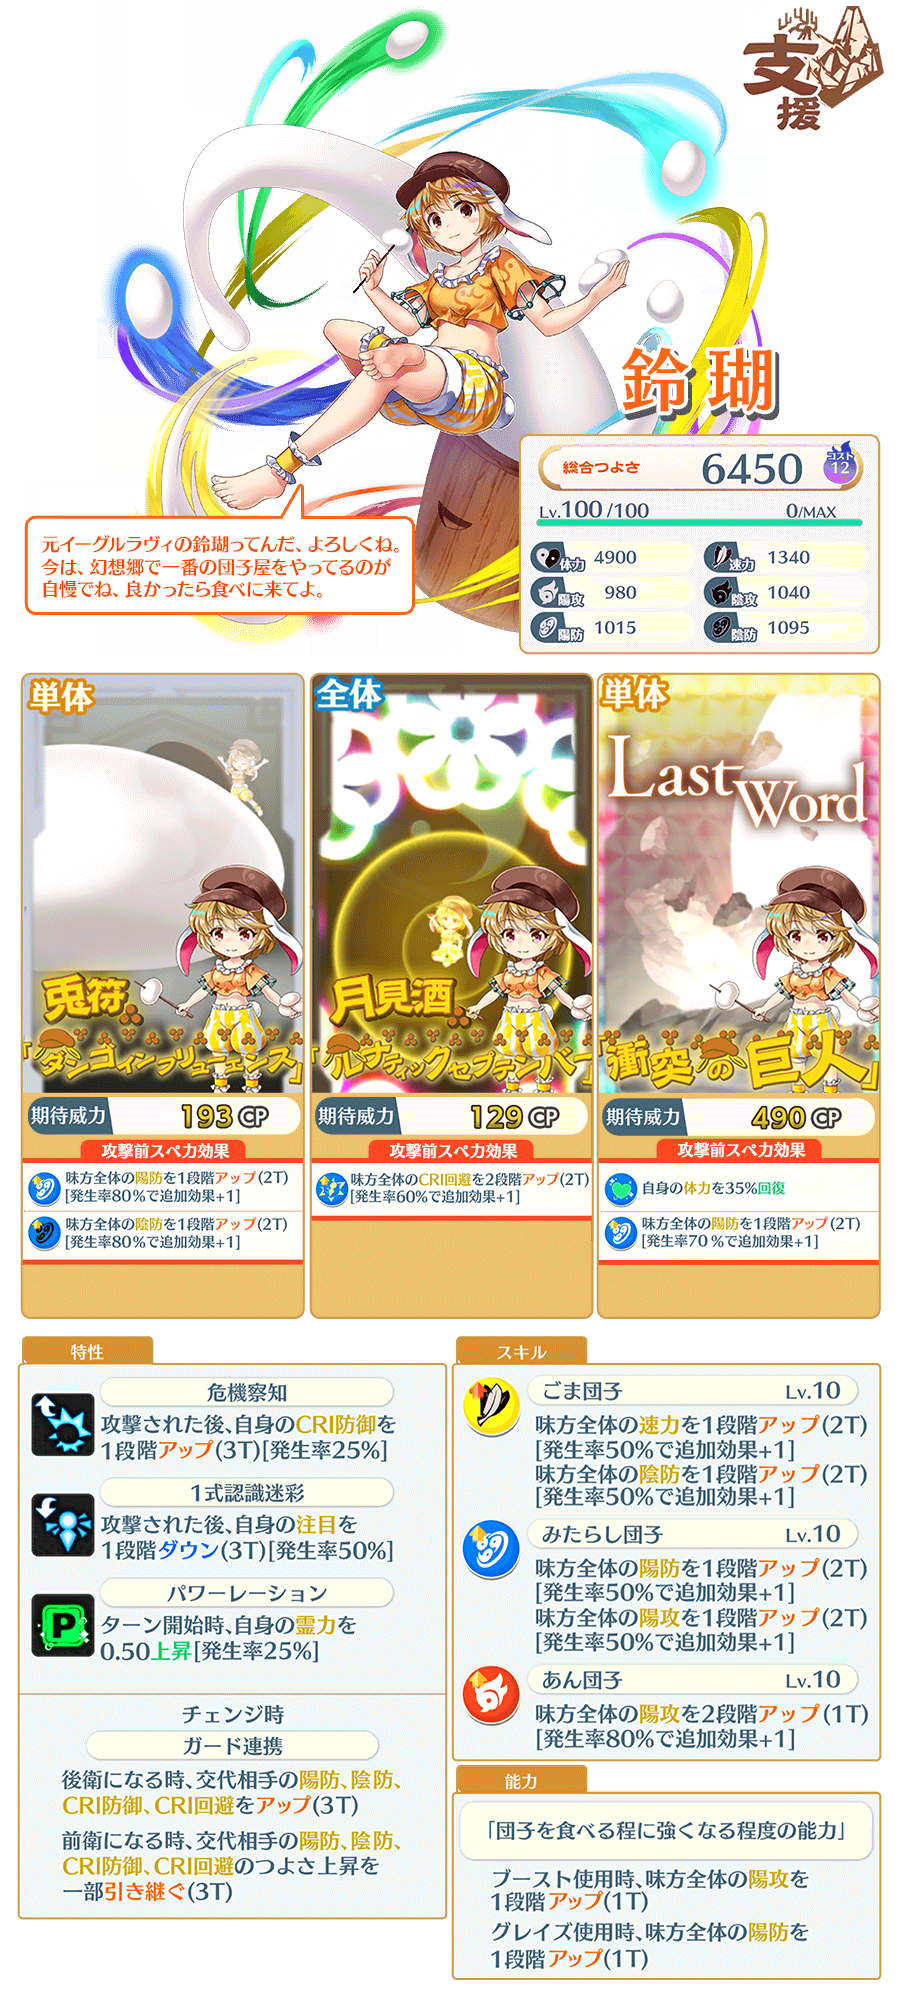 支援
鈴瑚
総合つよさ 6450 コスト 12
Lv.100/100 0/MAX
体力 4900 速力 1340
陽攻 980 陰攻 1040
陽防 1015 陰防 1095
元イーグルラヴィの鈴瑚ってんだ、よろしくね。
今は、幻想郷で一番の団子屋をやってるのが
自慢でね、良かったら食べに来てよ。
単体
兎符
「ダンゴインフリューエンス」
期待威力 193 CP
攻撃前スペカ効果
味方全体の陽防を1段階アップ(2T)
[発生率80%で追加効果+1]
味方全体の陰防を1段階アップ(2T)
[発生率80%で追加効果+1]
全体
月見酒
「ルナティックセプテンバー」
期待威力 129 CP
攻撃前スペカ効果
味方全体のCRI回避を2段階アップ(2T)
[発生率60%で追加効果+1]
単体
Last Word
「衝突の巨人」
期待威力 490 CP
攻撃前スペカ効果
自身の体力を35%回復
味方全体の陽防を1段階アップ(2T)
[発生率70%で追加効果+1]
特性
危機察知
攻撃された後、自身のCRI防御を
1段階アップ(3T)[発生率25%]
1式認識迷彩
攻撃された後、自身の注目を
1段階ダウン(3T)[発生率50%]
P
パワーレーション
ターン開始時、自身の霊力を
0.50上昇[発生率25%]
チェンジ時
ガード連携
後衛になる時、交代相手の陽防、陰防、
CRI防御、CRI回避をアップ(3T)
前衛になる時、交代相手の陽防、陰防、
CRI防御、CRI回避のつよさ上昇を
一部引き継ぐ(3T)
スキル
ごま団子 Lv.10
味方全体の速力を1段階アップ(2T)
[発生率50%で追加効果+1]
味方全体の陰防を1段階アップ(2T)
[発生率50%で追加効果+1]
みたらし団子 Lv.10
味方全体の陽防を1段階アップ(2T)
[発生率50%で追加効果+1]
味方全体の陽攻を1段階アップ(2T)
[発生率50%で追加効果+1]
あん団子 Lv.10
味方全体の陽攻を2段階アップ(1T)
[発生率80%で追加効果+1]
能力
「団子を食べる程に強くなる程度の能力」
ブースト使用時、味方全体の陽攻を
1段階アップ(1T)
グレイズ使用時、味方全体の陽防を
1段階アップ(1T)